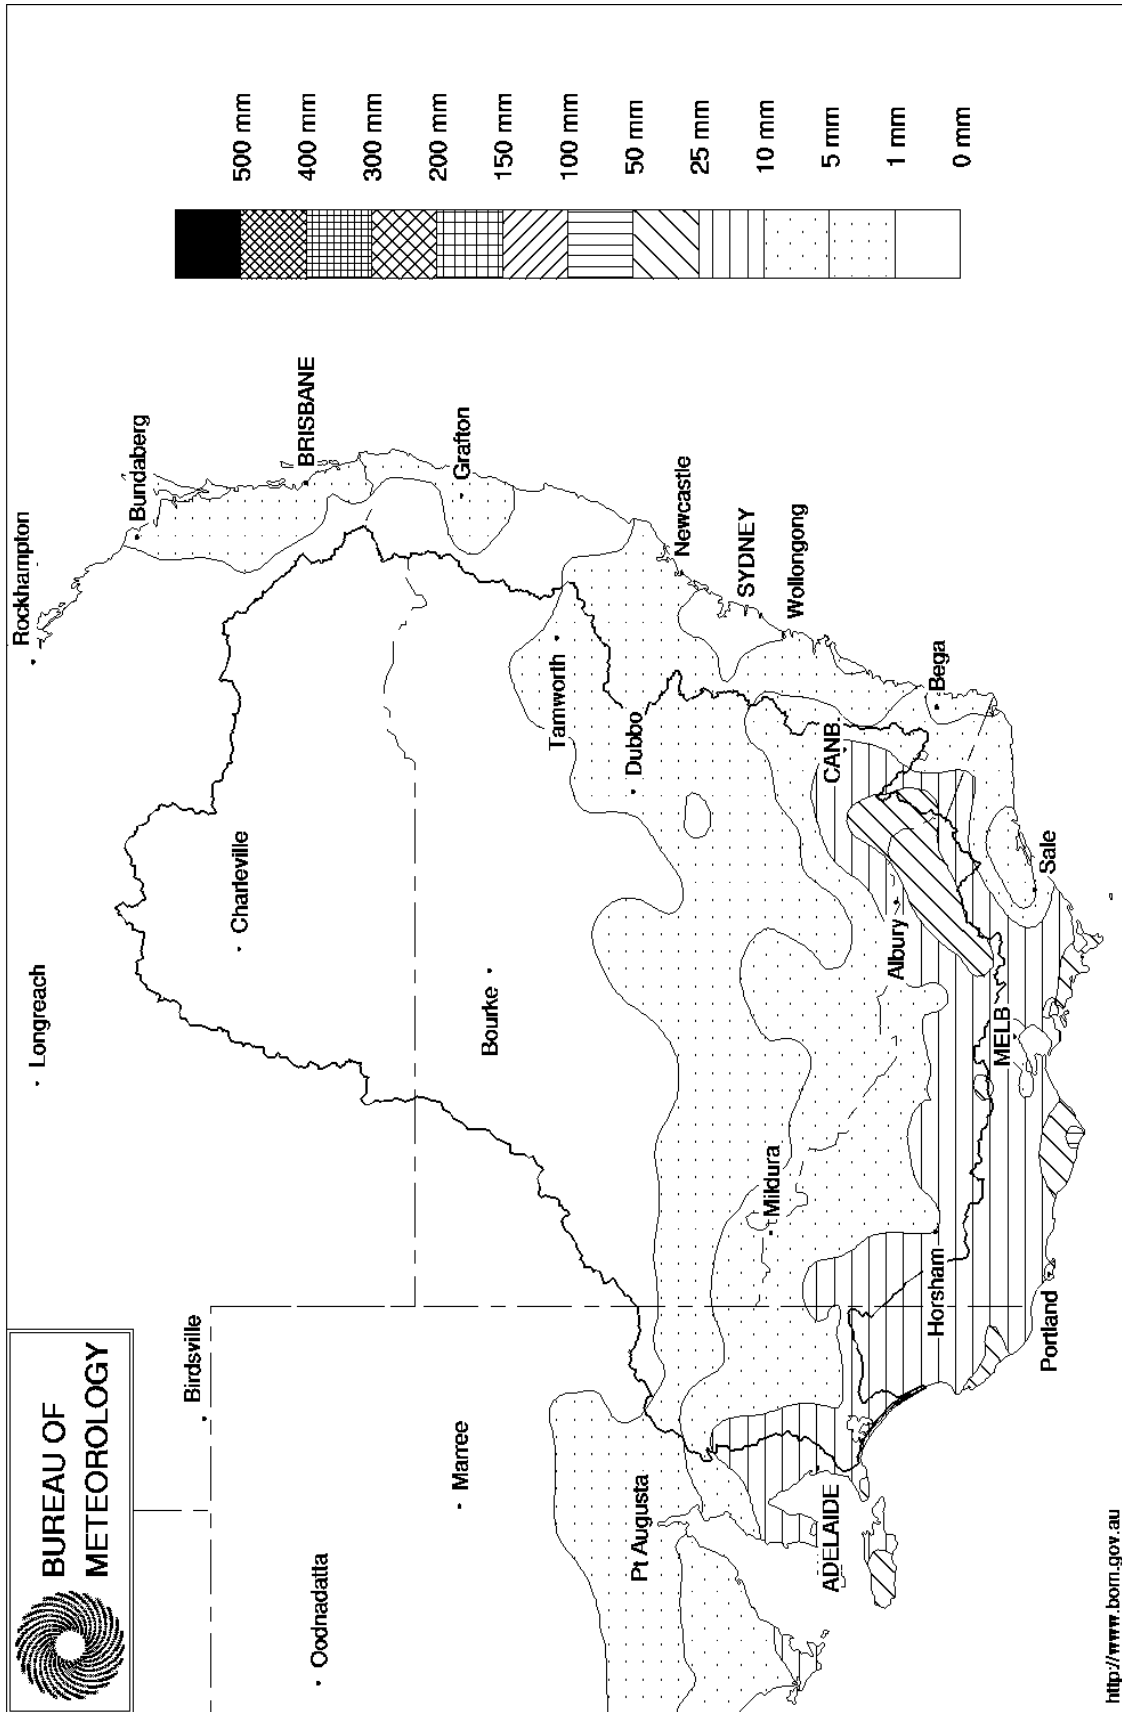 BUREAU OF
METEOROLOGY
Longreach
Rockhampton
Bundaberg
Birdsville
Charleville
BRISBANE
Oodnadatta
Marree
Bourke
Grafton
Tamworth
Pt Augusta
Dubbo
Newcastle
SYDNEY
Mildura
Wollongong
ADELAIDE
CANB.
Albury
Horsham
Bega
MELB
Portland
Sale
500 mm
400 mm
300 mm
200 mm
150 mm
100 mm
50 mm
25 mm
10 mm
5 mm
1 mm
0 mm
http://www.bom.gov.au